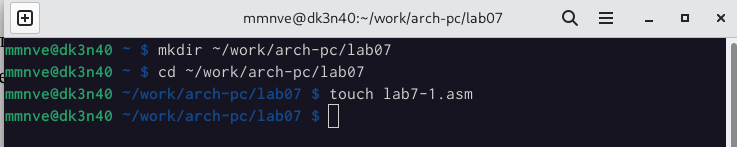 mmnve@dk3n40:~/work/arch-pc/lab07
mmnve@dk3n40 ~ $ mkdir ~/work/arch-pc/lab07
mmnve@dk3n40 ~ $ cd ~/work/arch-pc/lab07
mmnve@dk3n40 ~/work/arch-pc/lab07 $ touch lab7-1.asm
mmnve@dk3n40 ~/work/arch-pc/lab07 $